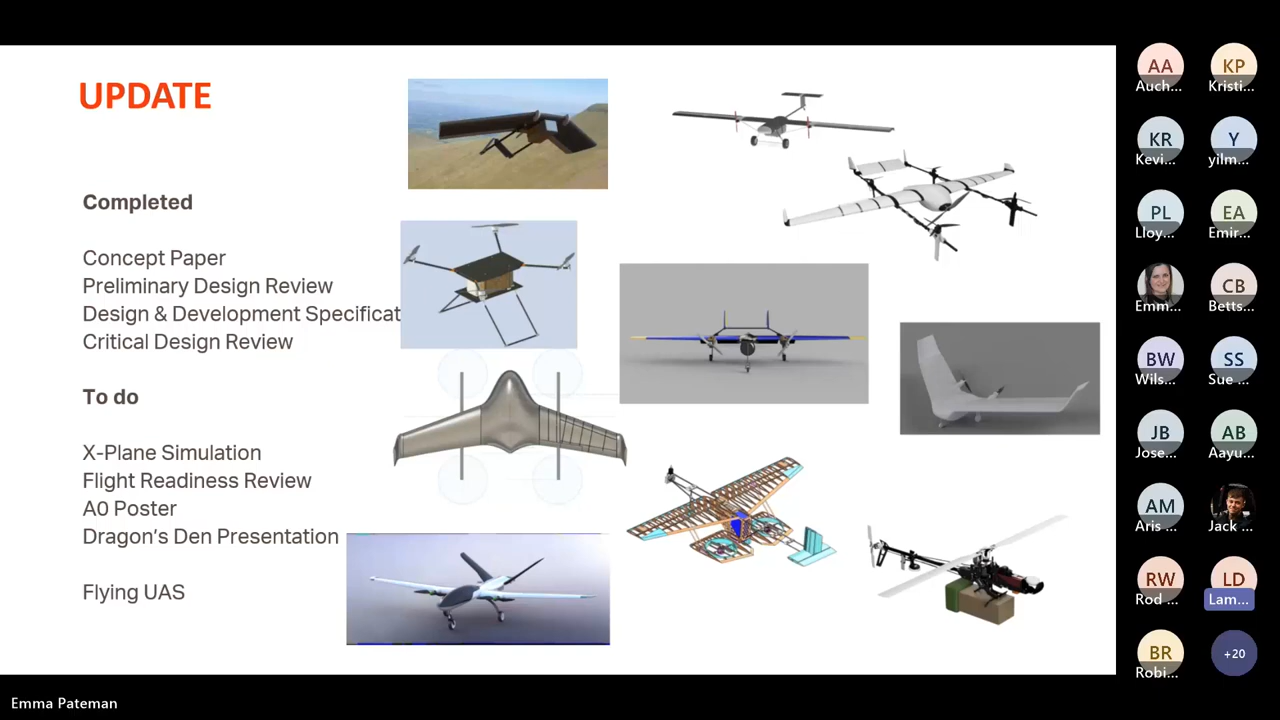 UPDATE
Completed
Concept Paper
Preliminary Design Review
Design & Development Specificat
Critical Design Review
To do
X-Plane Simulation
Flight Readiness Review
A0 Poster
Dragon's Den Presentation
Flying UAS
AA
Auch...
KP
Kristi...
KR
Kevi...
Y
yilm...
PL
Lloy...
EA
Emir...
Emm...
CB
Betts...
BW
Wils...
SS
Sue ...
JB
Jose...
AB
Aayu...
AM
Aris ...
Jack ...
RW
Rod ...
LD
Lam...
BR
Robi...
+20
Emma Pateman